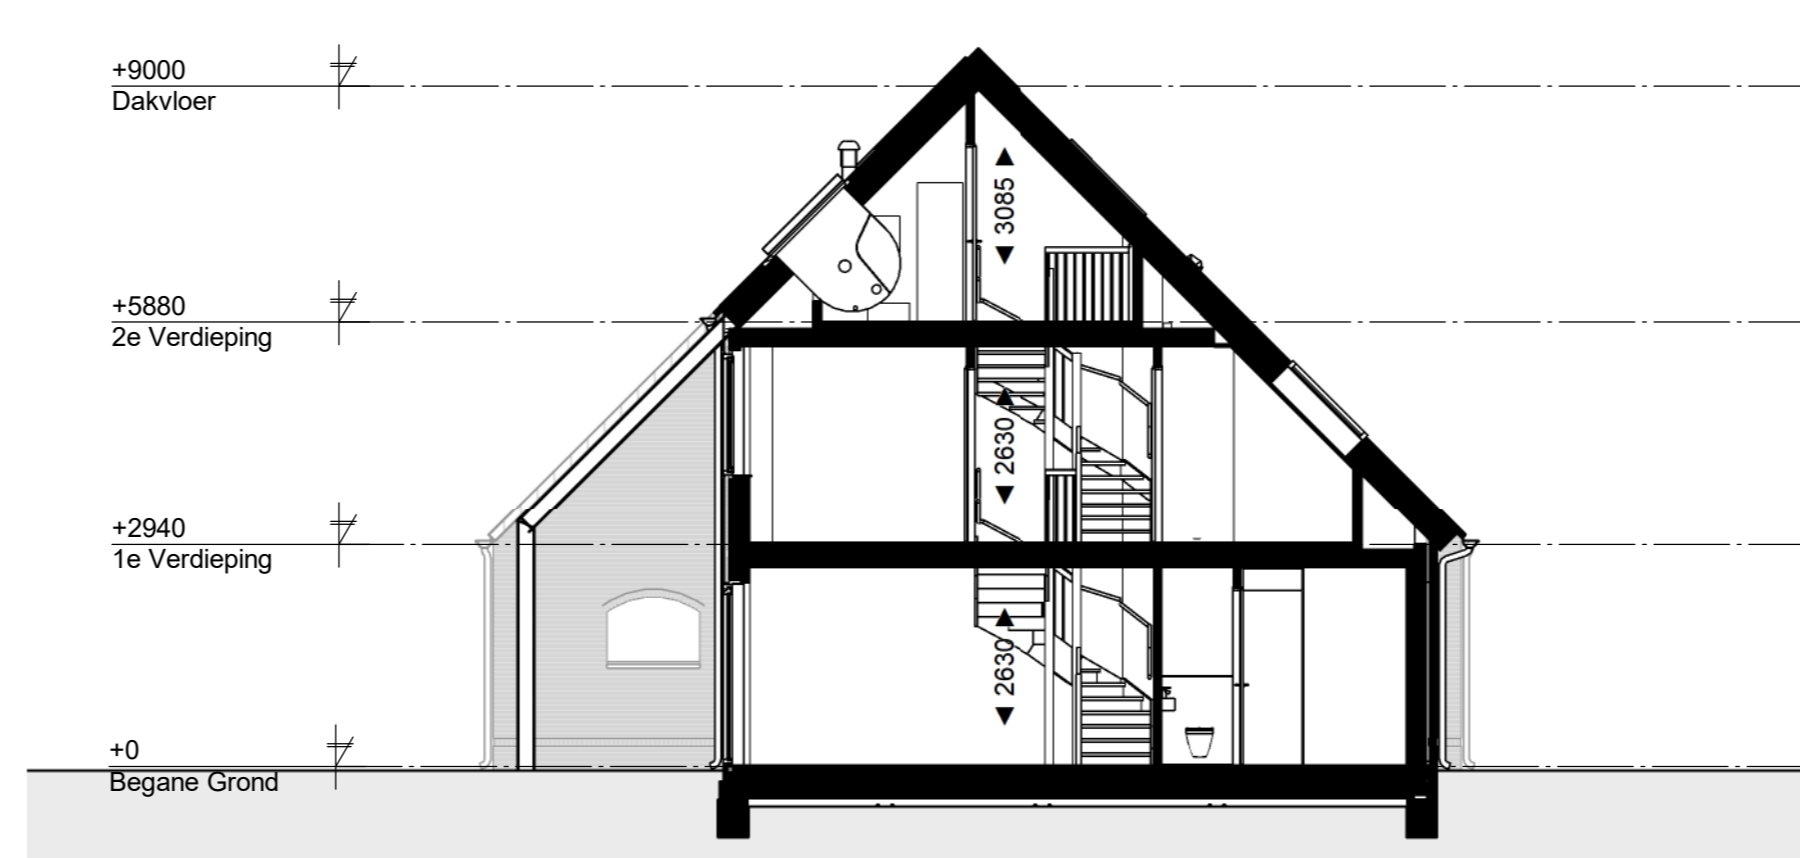 +9000
Dakvloer
3085
+5880
2e Verdieping
2630
+2940
1e Verdieping
2630
+0
Begane Grond